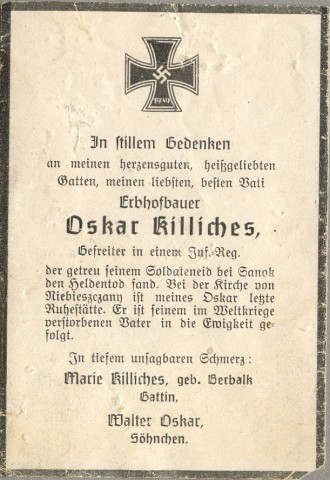 1939
In stillem Gedenken
an meinen herzensguten, heißgeliebten
Gatten, meinen liebsten, besten Vati
Erbhofbauer
Oskar Killiches,
Gefreiter in einem Inf.-Reg.
der getreu seinem Soldateneid bei Sanok
den Heldentod fand. Bei der Kirche von
Niebieszczany ist meines Oskar letzte
Ruhestätte. Er ist seinem im Weltkriege
verstorbenen Vater in die Ewigkeit ge-
folgt.
In tiefem unsagbaren Schmerz:
Marie Killiches, geb. Berbalk
Gattin.
Walter Oskar,
Söhnchen.